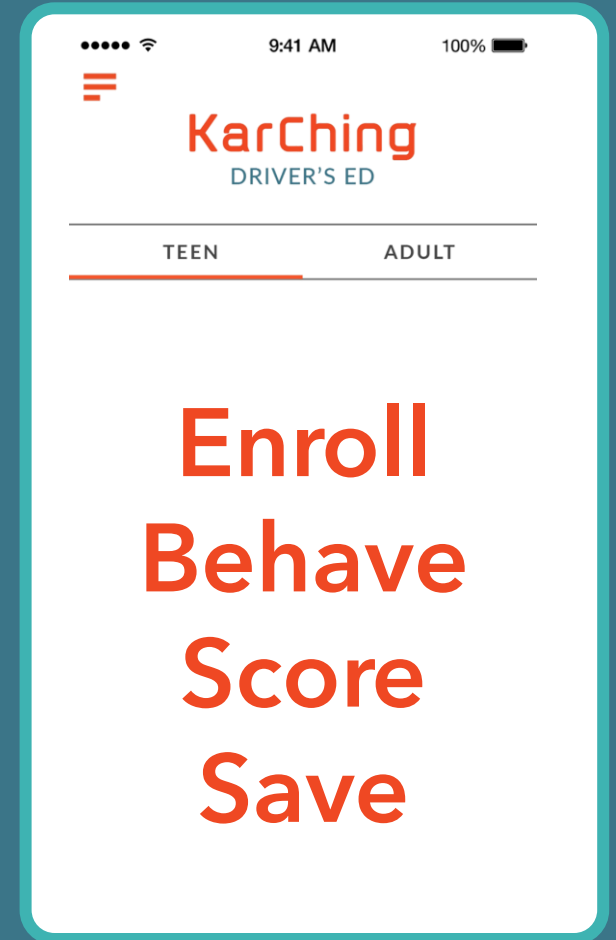 9:41 AM
100%
KarChing
DRIVER'S ED
TEEN
ADULT
Enroll
Behave
Score
Save